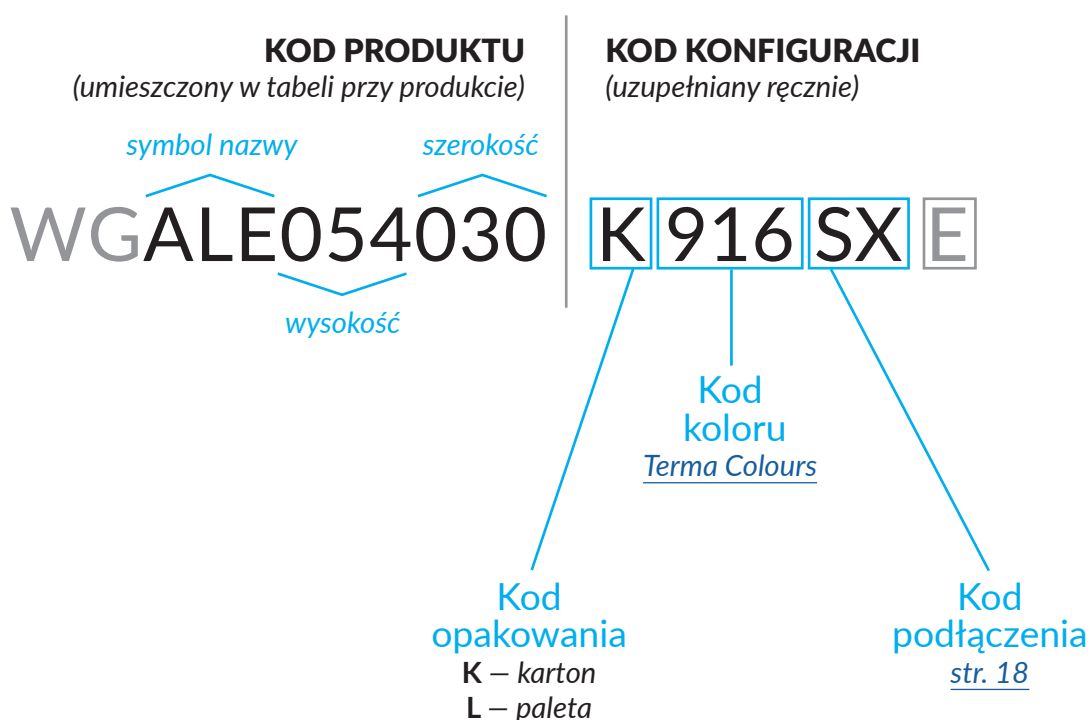 KOD PRODUKTU
(umieszczony w tabeli przy produkcie)
KOD KONFIGURACJI
(uzupełniany ręcznie)
symbol nazwy
szerokość
WGALE054030 K 916 SX E
wysokość
Kod
koloru
Terma Colours
Kod
opakowania
K – karton
L – paleta
Kod
podłączenia
str. 18